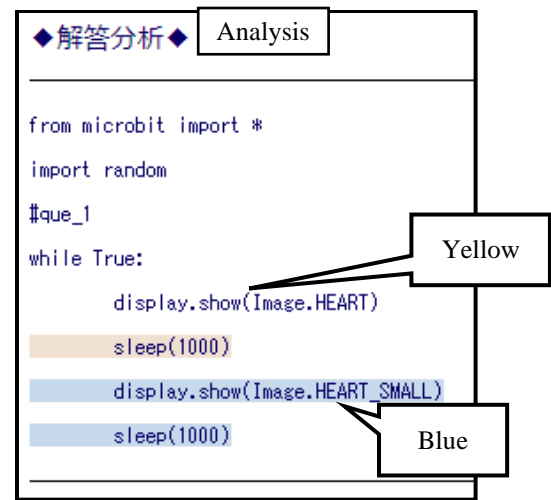 ◆解答分析◆
Analysis
from microbit import *
import random
#que_1
while True:
Yellow
display.show(Image.HEART)
sleep(1000)
display.show(Image.HEART_SMALL)
sleep(1000)
Blue